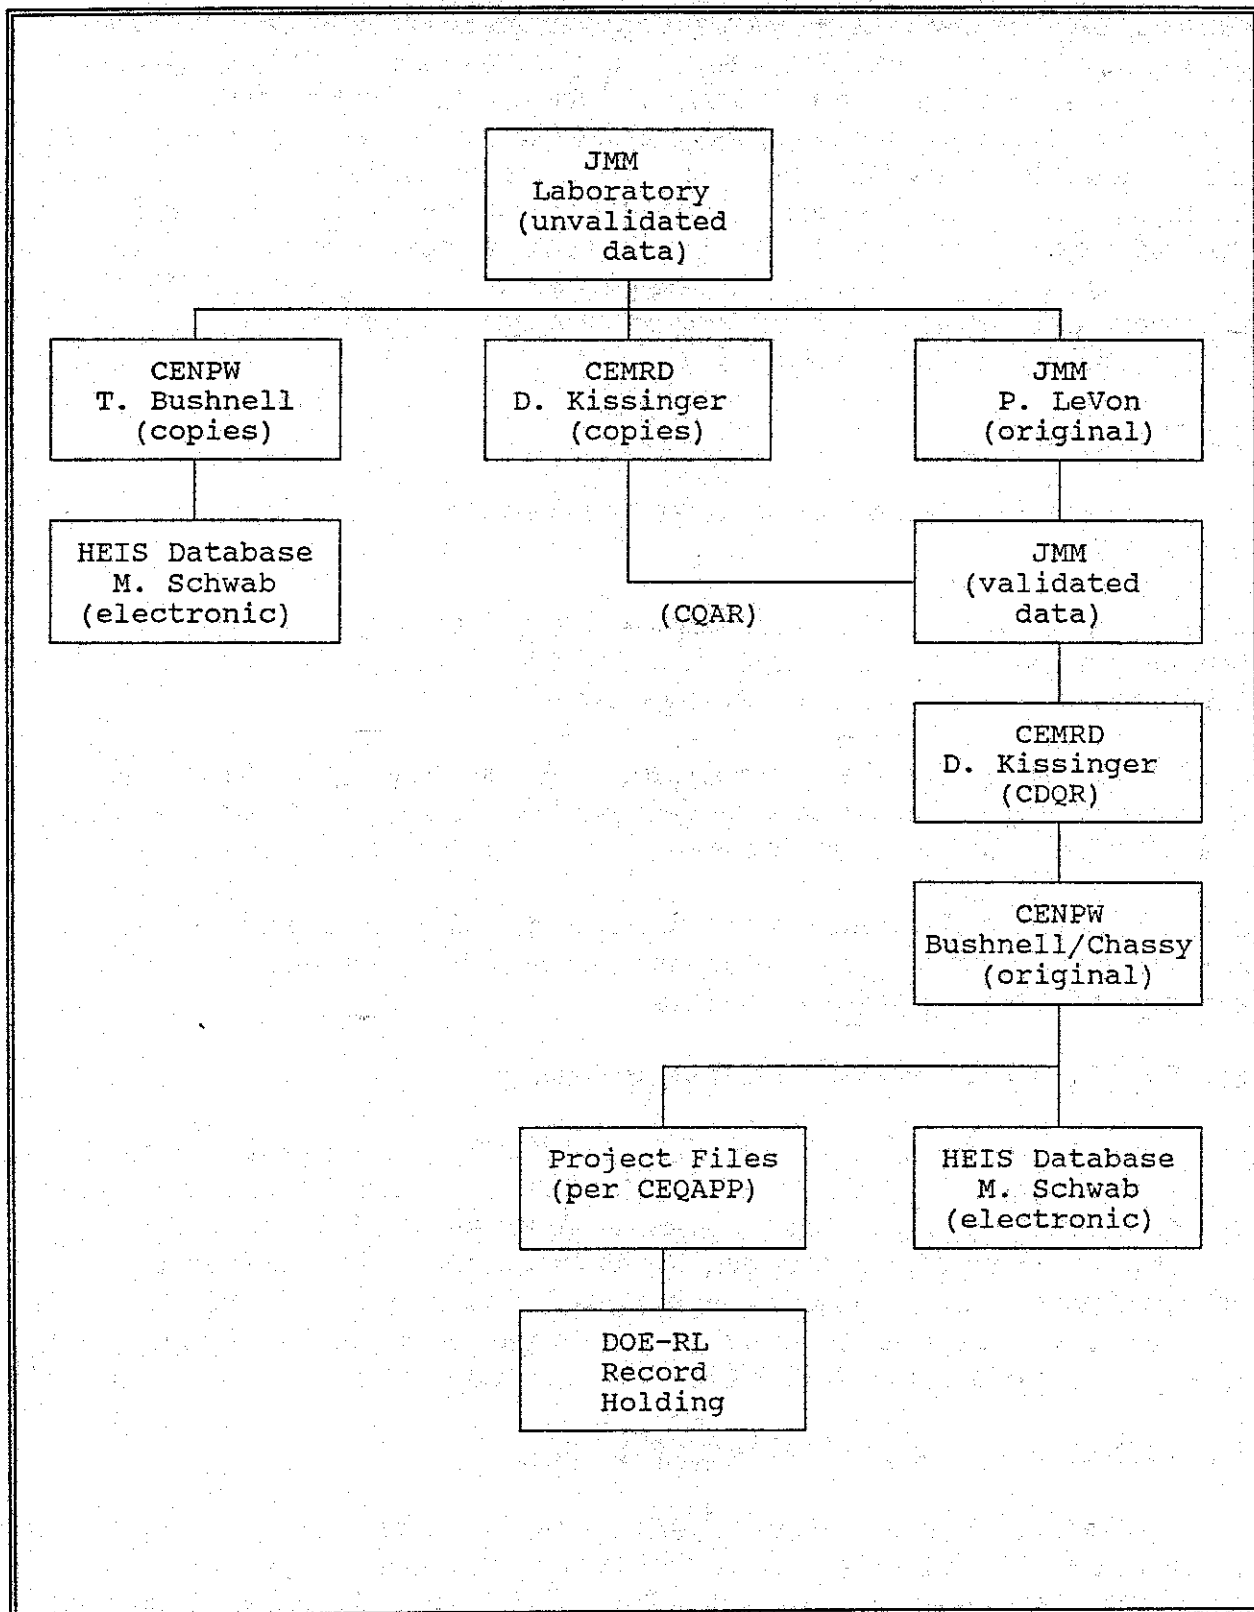 JMM
Laboratory
(unvalidated
data)
CENPW
T. Bushnell
(copies)
CEMRD
D. Kissinger
(copies)
JMM
P. LeVon
(original)
HEIS Database
M. Schwab
(electronic)
(CQAR)
JMM
(validated
data)
CEMRD
D. Kissinger
(CDQR)
CENPW
Bushnell/Chassy
(original)
Project Files
(per CEQAPP)
HEIS Database
M. Schwab
(electronic)
DOE-RL
Record
Holding